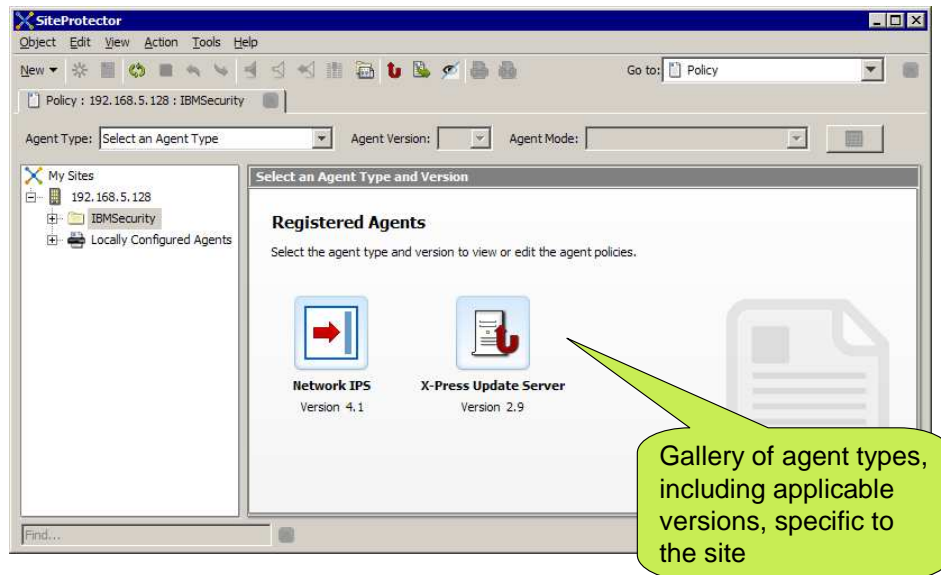 SiteProtector
Object Edit View Action Tools Help
New Go to: Policy
Policy : 192.168.5.128 : IBMSecurity
Agent Type: Select an Agent Type Agent Version: Agent Mode:
My Sites
192.168.5.128
IBMSecurity
Locally Configured Agents
Select an Agent Type and Version
Registered Agents
Select the agent type and version to view or edit the agent policies.
Network IPS X-Press Update Server
Version 4.1 Version 2.9
Gallery of agent types,
including applicable
versions, specific to
the site
Find...